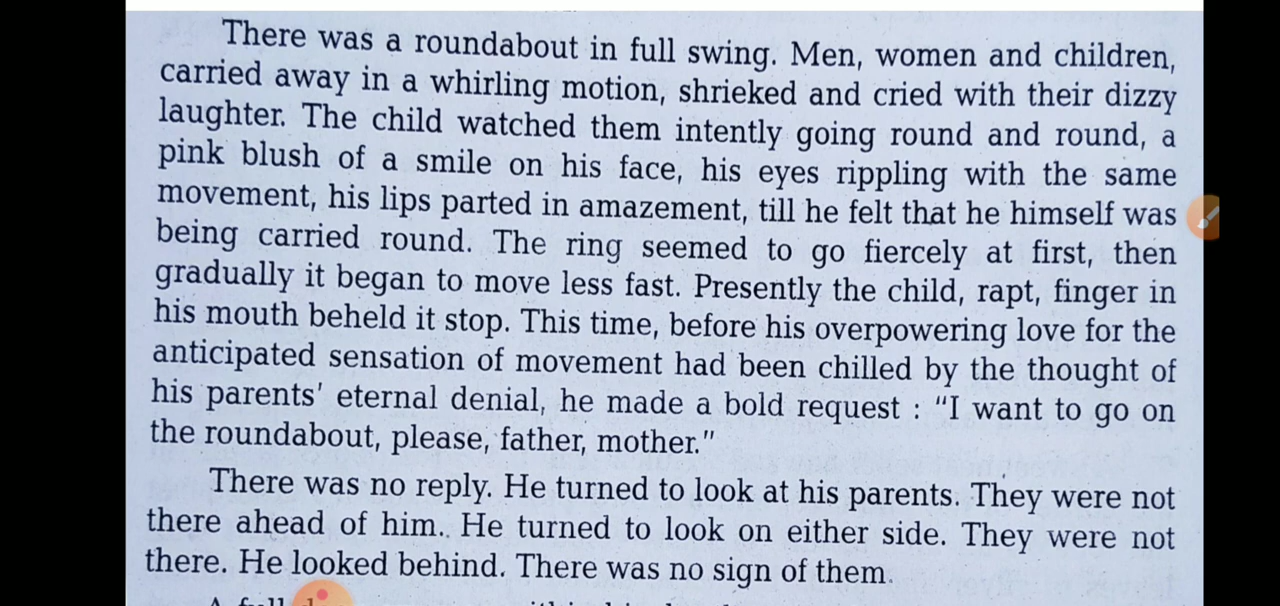 There was a roundabout in full swing. Men, women and children,
carried away in a whirling motion, shrieked and cried with their dizzy
laughter. The child watched them intently going round and round, a
pink blush of a smile on his face, his eyes rippling with the same
movement, his lips parted in amazement, till he felt that he himself was
being carried round. The ring seemed to go fiercely at first, then
gradually it began to move less fast. Presently the child, rapt, finger in
his mouth beheld it stop. This time, before his overpowering love for the
anticipated sensation of movement had been chilled by the thought of
his parents' eternal denial, he made a bold request : "I want to go on
the roundabout, please, father, mother."
There was no reply. He turned to look at his parents. They were not
there ahead of him. He turned to look on either side. They were not
there. He looked behind. There was no sign of them.
A full